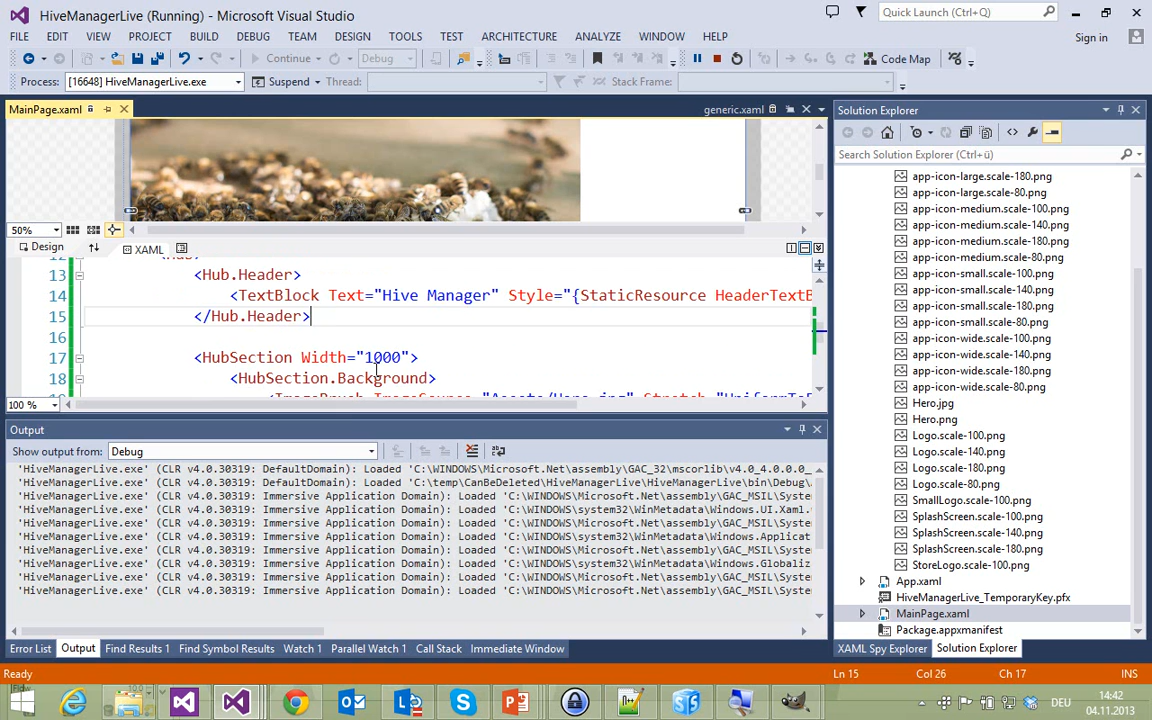 HiveManagerLive (Running) - Microsoft Visual Studio
Quick Launch (Ctrl+Q)
FILE EDIT VIEW PROJECT BUILD DEBUG TEAM DESIGN TOOLS TEST ARCHITECTURE ANALYZE WINDOW HELP
Sign in
Continue Debug Code Map
Process: [16648] HiveManagerLive.exe Suspend Thread: Stack Frame:
MainPage.xaml generic.xaml
Solution Explorer
Search Solution Explorer (Ctrl+ü)
app-icon-large.scale-180.png
app-icon-large.scale-80.png
app-icon-medium.scale-100.png
app-icon-medium.scale-140.png
app-icon-medium.scale-180.png
app-icon-medium.scale-80.png
app-icon-small.scale-100.png
app-icon-small.scale-140.png
app-icon-small.scale-180.png
app-icon-small.scale-80.png
app-icon-wide.scale-100.png
app-icon-wide.scale-140.png
app-icon-wide.scale-180.png
app-icon-wide.scale-80.png
Hero.jpg
Hero.png
Logo.scale-100.png
Logo.scale-140.png
Logo.scale-180.png
Logo.scale-80.png
SmallLogo.scale-100.png
SplashScreen.scale-100.png
SplashScreen.scale-140.png
SplashScreen.scale-180.png
StoreLogo.scale-100.png
App.xaml
HiveManagerLive_TemporaryKey.pfx
MainPage.xaml
Package.appxmanifest
XAML Spy Explorer Solution Explorer
50%
Design XAML
12 <Hub>
13 <Hub.Header>
14 <TextBlock Text="Hive Manager" Style="{StaticResource HeaderTextB
15 </Hub.Header>
16
17 <HubSection Width="1000">
18 <HubSection.Background>
<ImageBrush ImageSource="Assets/Hero.jpg" Stretch="UniformTo
100 %
Output
Show output from: Debug
'HiveManagerLive.exe' (CLR v4.0.30319: DefaultDomain): Loaded 'C:\WINDOWS\Microsoft.Net\assembly\GAC_32\mscorlib\v4.0_4.0.0.0_
'HiveManagerLive.exe' (CLR v4.0.30319: DefaultDomain): Loaded 'C:\temp\CanBeDeleted\HiveManagerLive\HiveManagerLive\bin\Debug\
'HiveManagerLive.exe' (CLR v4.0.30319: Immersive Application Domain): Loaded 'C:\WINDOWS\Microsoft.Net\assembly\GAC_MSIL\System
'HiveManagerLive.exe' (CLR v4.0.30319: Immersive Application Domain): Loaded 'C:\WINDOWS\system32\WinMetadata\Windows.UI.Xaml.
'HiveManagerLive.exe' (CLR v4.0.30319: Immersive Application Domain): Loaded 'C:\WINDOWS\Microsoft.Net\assembly\GAC_MSIL\System
'HiveManagerLive.exe' (CLR v4.0.30319: Immersive Application Domain): Loaded 'C:\WINDOWS\system32\WinMetadata\Windows.Applicat
'HiveManagerLive.exe' (CLR v4.0.30319: Immersive Application Domain): Loaded 'C:\WINDOWS\Microsoft.Net\assembly\GAC_MSIL\System
'HiveManagerLive.exe' (CLR v4.0.30319: Immersive Application Domain): Loaded 'C:\WINDOWS\system32\WinMetadata\Windows.Globaliz
'HiveManagerLive.exe' (CLR v4.0.30319: Immersive Application Domain): Loaded 'C:\WINDOWS\Microsoft.Net\assembly\GAC_MSIL\System
'HiveManagerLive.exe' (CLR v4.0.30319: Immersive Application Domain): Loaded 'C:\WINDOWS\Microsoft.Net\assembly\GAC_MSIL\System
Error List Output Find Results 1 Find Symbol Results Watch 1 Parallel Watch 1 Call Stack Immediate Window
Ready Ln 15 Col 26 Ch 17 INS
DEU
14:42
04.11.2013